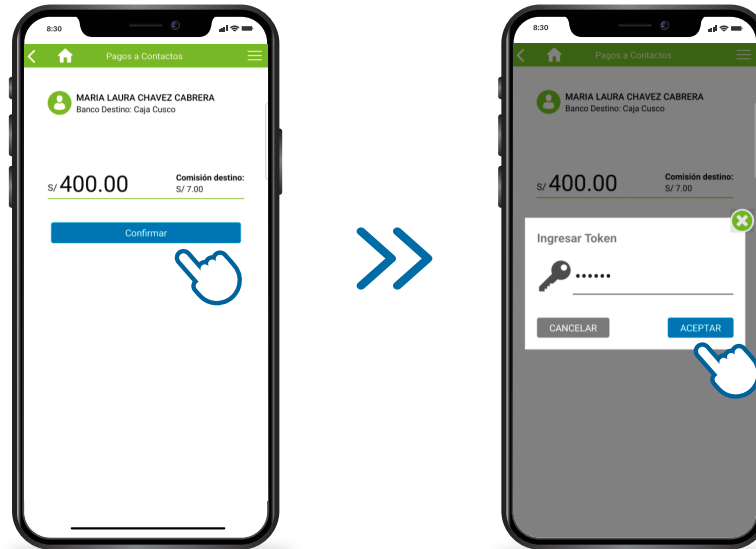 8:30
Pagos a Contactos
MARIA LAURA CHAVEZ CABRERA
Banco Destino: Caja Cusco
S/ 400.00
Comisión destino:
S/ 7.00
Confirmar
8:30
Pagos a Contactos
MARIA LAURA CHAVEZ CABRERA
Banco Destino: Caja Cusco
S/ 400.00
Comisión destino:
S/ 7.00
Ingresar Token
••••••
CANCELAR
ACEPTAR